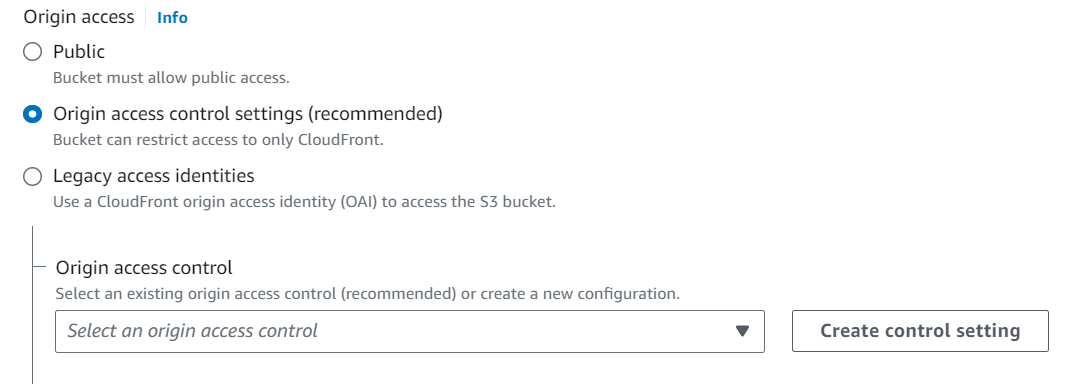 Origin access Info
Public
Bucket must allow public access.
Origin access control settings (recommended)
Bucket can restrict access to only CloudFront.
Legacy access identities
Use a CloudFront origin access identity (OAI) to access the S3 bucket.
Origin access control
Select an existing origin access control (recommended) or create a new configuration.
Select an origin access control Create control setting